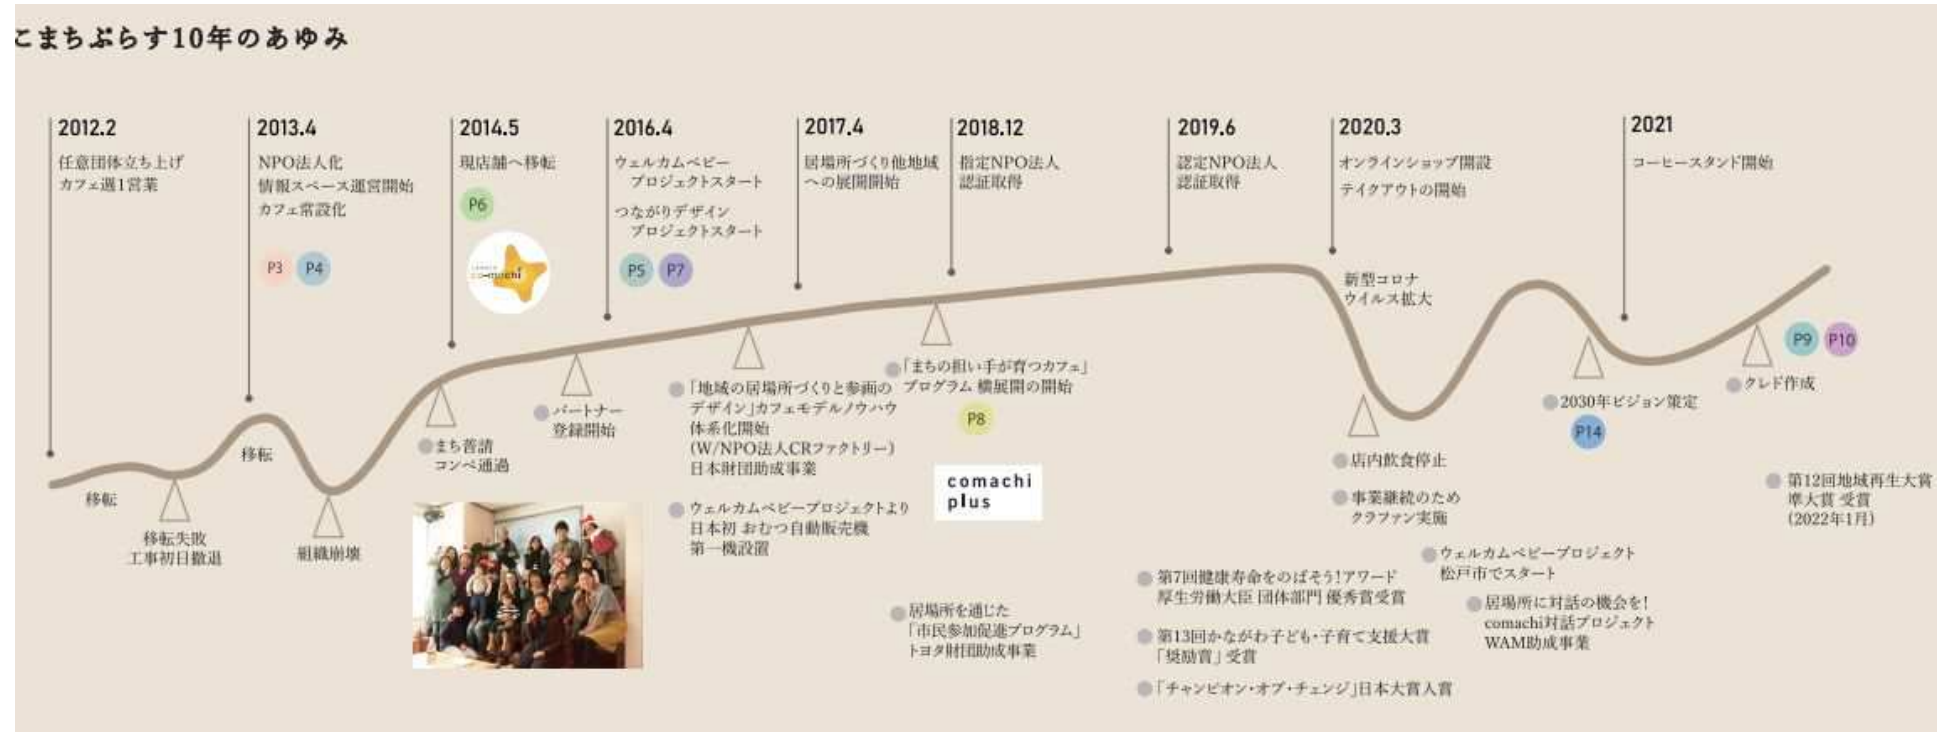 こまちぷらす10年のあゆみ
2012.2
任意団体立ち上げ
カフェ週1営業
2013.4
NPO法人化
情報スペース運営開始
カフェ常設化
P3 P4
2014.5
現店舗へ移転
P6
co-machi
2016.4
ウェルカムベビー
プロジェクトスタート
つながりデザイン
プロジェクトスタート
P5 P7
2017.4
居場所づくり他地域
への展開開始
2018.12
指定NPO法人
認証取得
2019.6
認定NPO法人
認証取得
2020.3
オンラインショップ開設
テイクアウトの開始
2021
コーヒースタンド開始
新型コロナ
ウイルス拡大
移転
移転失敗
工事初日撤退
移転
組織崩壊
まち普請
コンペ通過
パートナー
登録開始
「地域の居場所づくりと参画の
デザイン」カフェモデルノウハウ
体系化開始
(W/NPO法人CRファクトリー)
日本財団助成事業
ウェルカムベビープロジェクトより
日本初 おむつ自動販売機
第一機設置
「まちの担い手が育つカフェ」
プログラム 横展開の開始
P8
comachi
plus
居場所を通じた
「市民参加促進プログラム」
トヨタ財団助成事業
第7回健康寿命をのばそう!アワード
厚生労働大臣 団体部門 優秀賞受賞
第13回かながわ子ども・子育て支援大賞
「奨励賞」受賞
「チャンピオン・オブ・チェンジ」日本大賞入賞
店内飲食停止
事業継続のため
クラファン実施
ウェルカムベビープロジェクト
松戸市でスタート
居場所に対話の機会を!
comachi対話プロジェクト
WAM助成事業
2030年ビジョン策定
P14
クレド作成
P9 P10
第12回地域再生大賞
準大賞 受賞
(2022年1月)